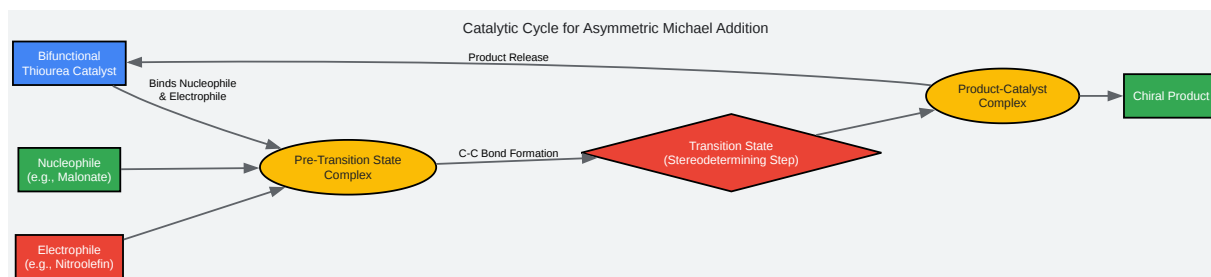 Catalytic Cycle for Asymmetric Michael Addition
Bifunctional
Thiourea Catalyst
Product Release
Binds Nucleophile
& Electrophile
Product-Catalyst
Complex
Chiral Product
Nucleophile
(e.g., Malonate)
Pre-Transition State
Complex
C-C Bond Formation
Transition State
(Stereodetermining Step)
Electrophile
(e.g., Nitroolefin)